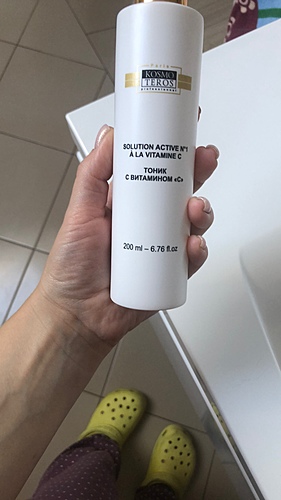 Paris
KOSMO
TEROS
professionnel
SOLUTION ACTIVE N°1
À LA VITAMINE C
ТОНИК
С ВИТАМИНОМ «С»
200 ml – 6.76 fl.oz